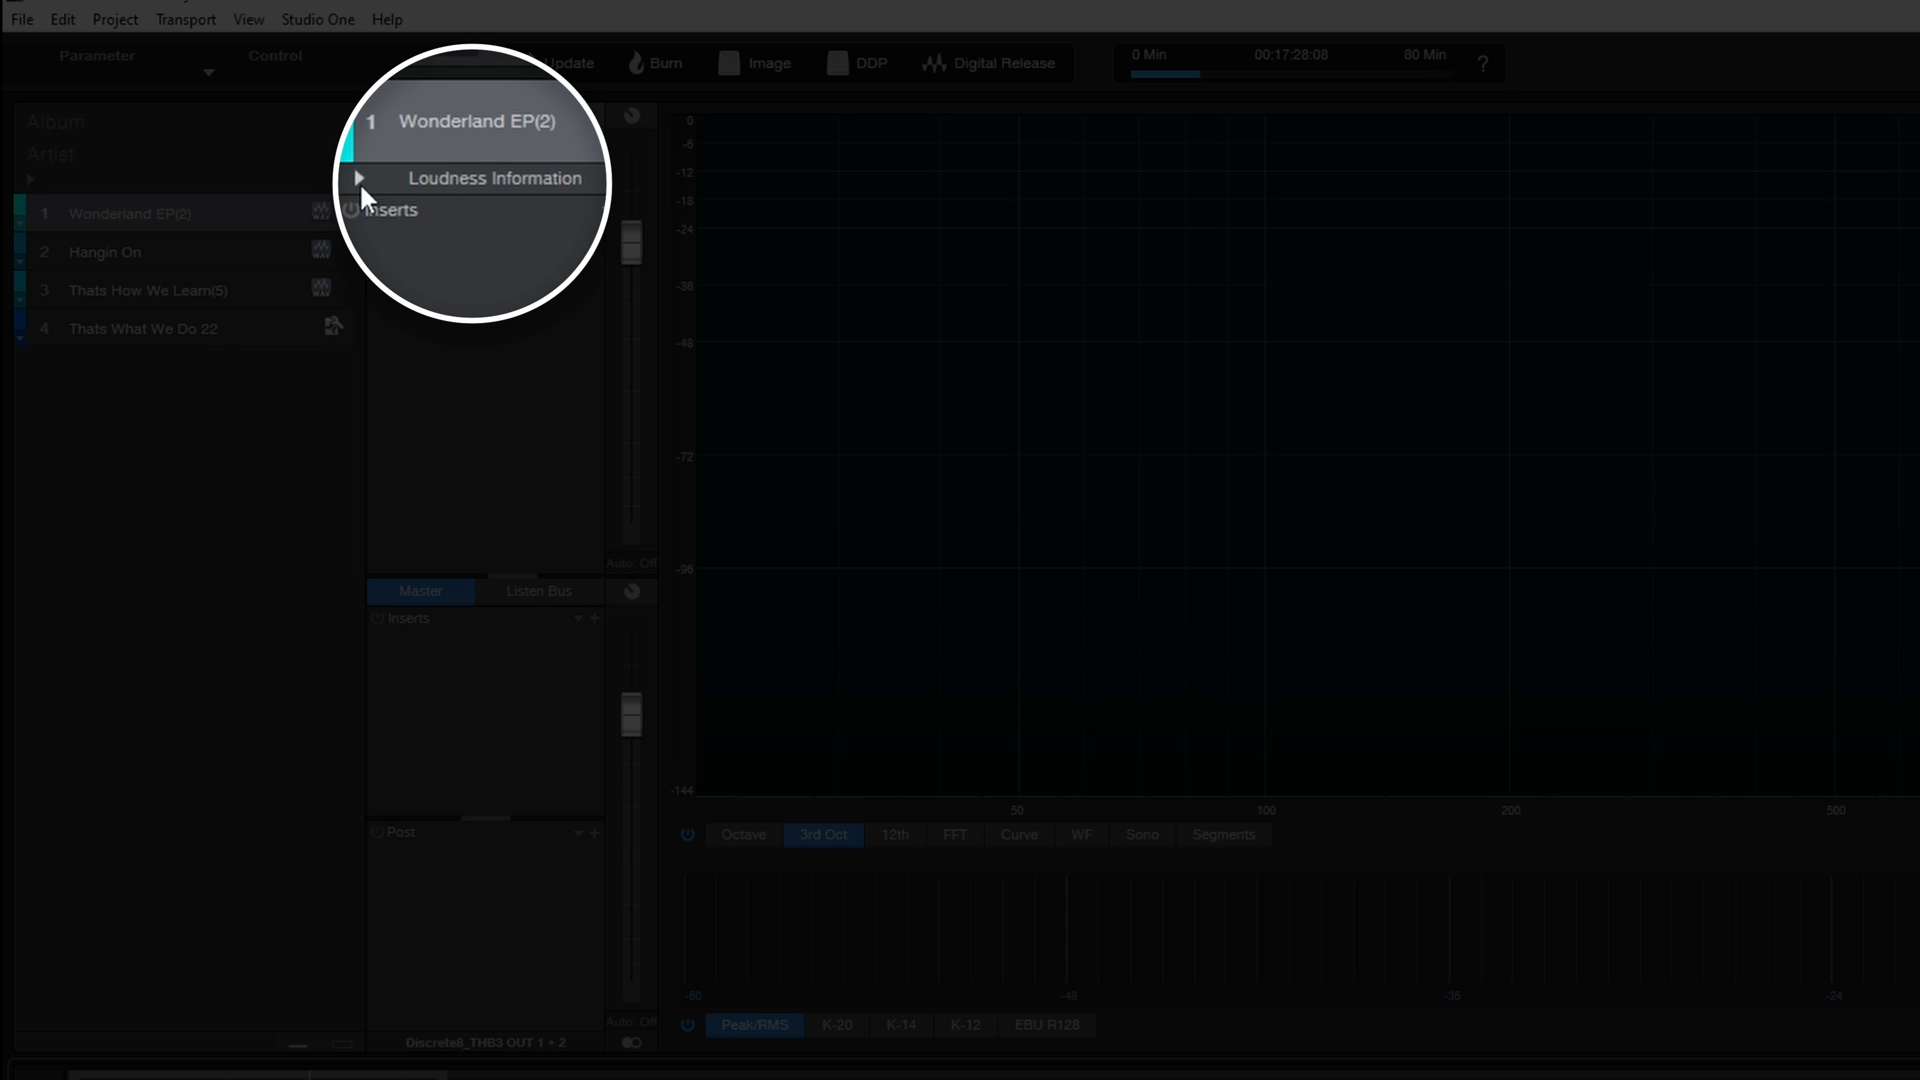 File Edit Project Transport View Studio One Help
Parameter Control
Update Burn Image DDP Digital Release
0 Min 00:17:28:08 80 Min ?
Album
Artist
1 Wonderland EP(2)
2 Hangin On
3 Thats How We Learn(5)
4 Thats What We Do 22
1 Wonderland EP(2)
Loudness Information
Inserts
Auto: Off
Master Listen Bus
Inserts
Post
Auto: Off
Discrete8_THB3 OUT 1 + 2
0
-6
-12
-18
-24
-36
-48
-72
-96
-144
50 100 200 500
Octave 3rd Oct 12th FFT Curve WF Sono Segments
-60 -48 -36 -24
Peak/RMS K-20 K-14 K-12 EBU R128